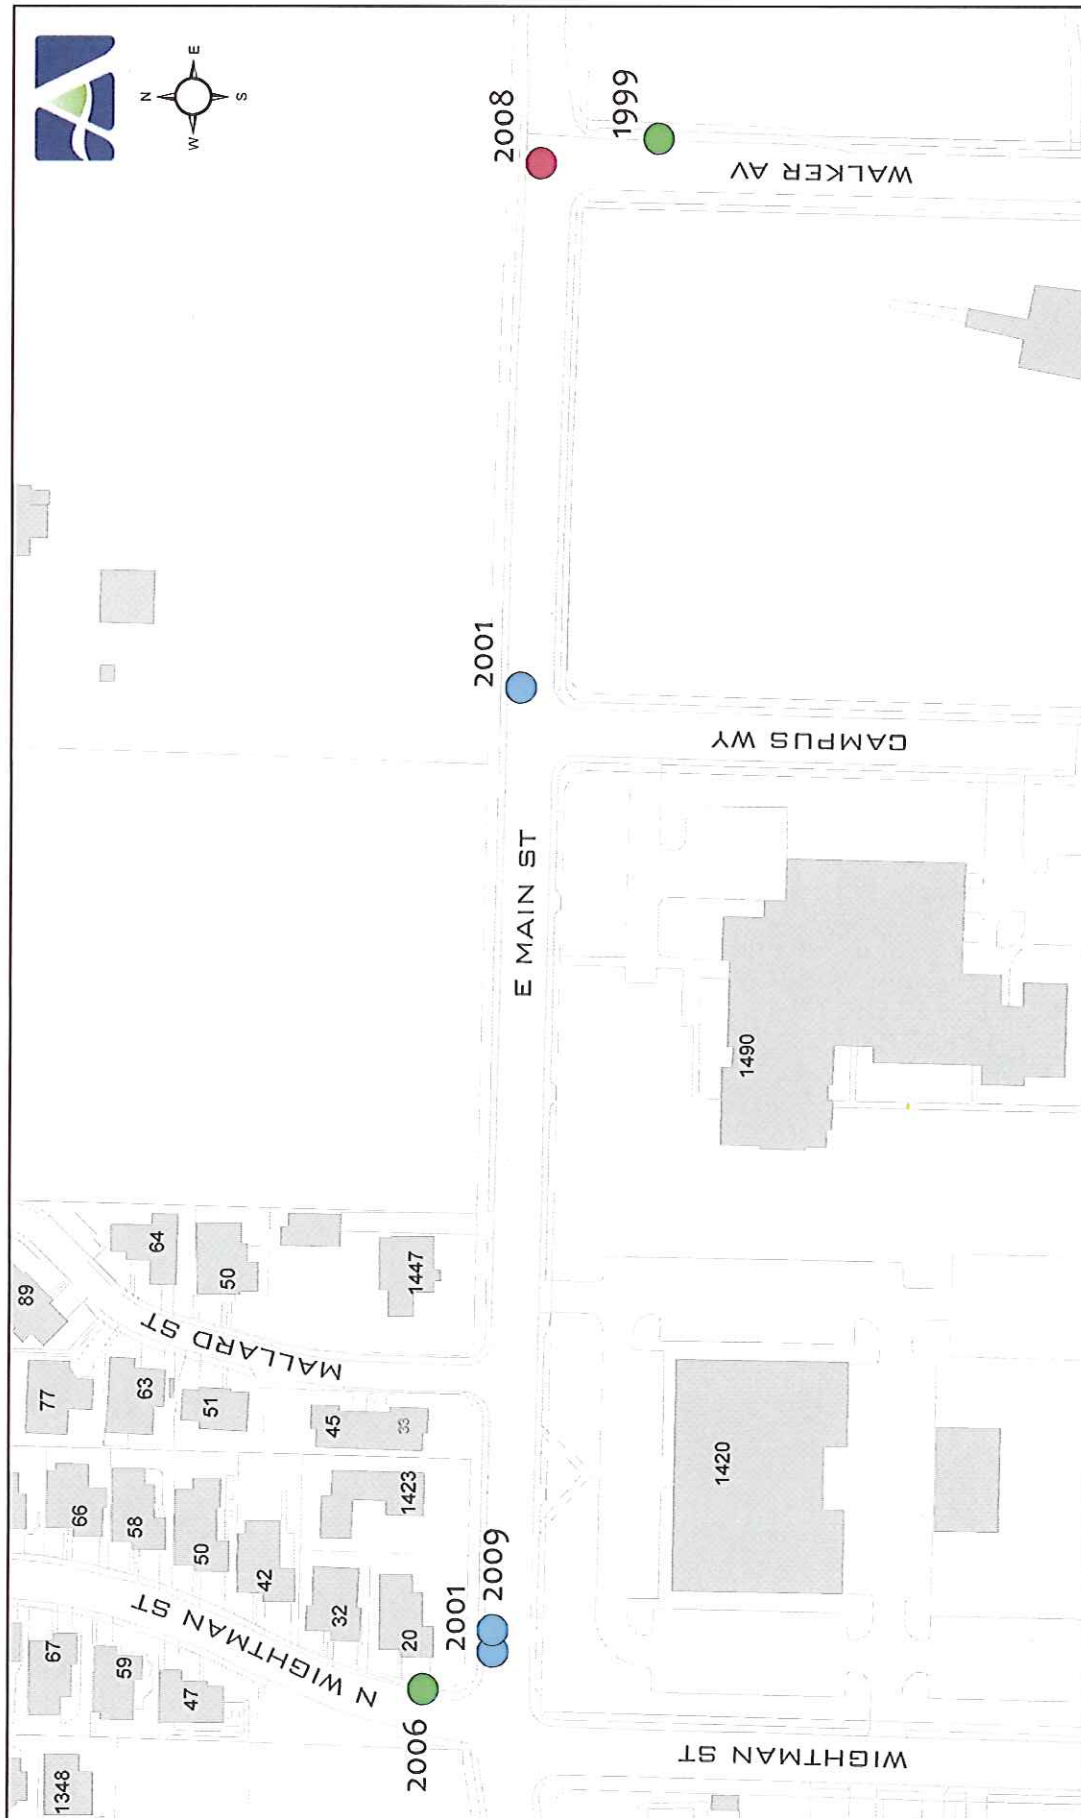 N
E
S
W
2008
1999
WALKER AV
2001
CAMPUS WY
E MAIN ST
1490
64
50
1447
89
MALLARD ST
77
63
51
45
33
66
58
50
42
32
1423
20
N WIGHTMAN ST
2001
2009
2006
67
59
47
1348
1420
WIGHTMAN ST